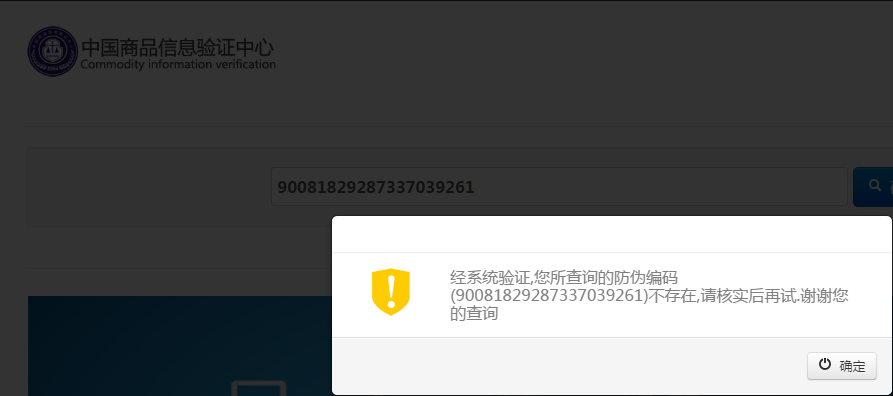 中国商品信息验证中心
Commodity information verification
90081829287337039261
经系统验证,您所查询的防伪编码
(90081829287337039261)不存在,请核实后再试.谢谢您
的查询
确定